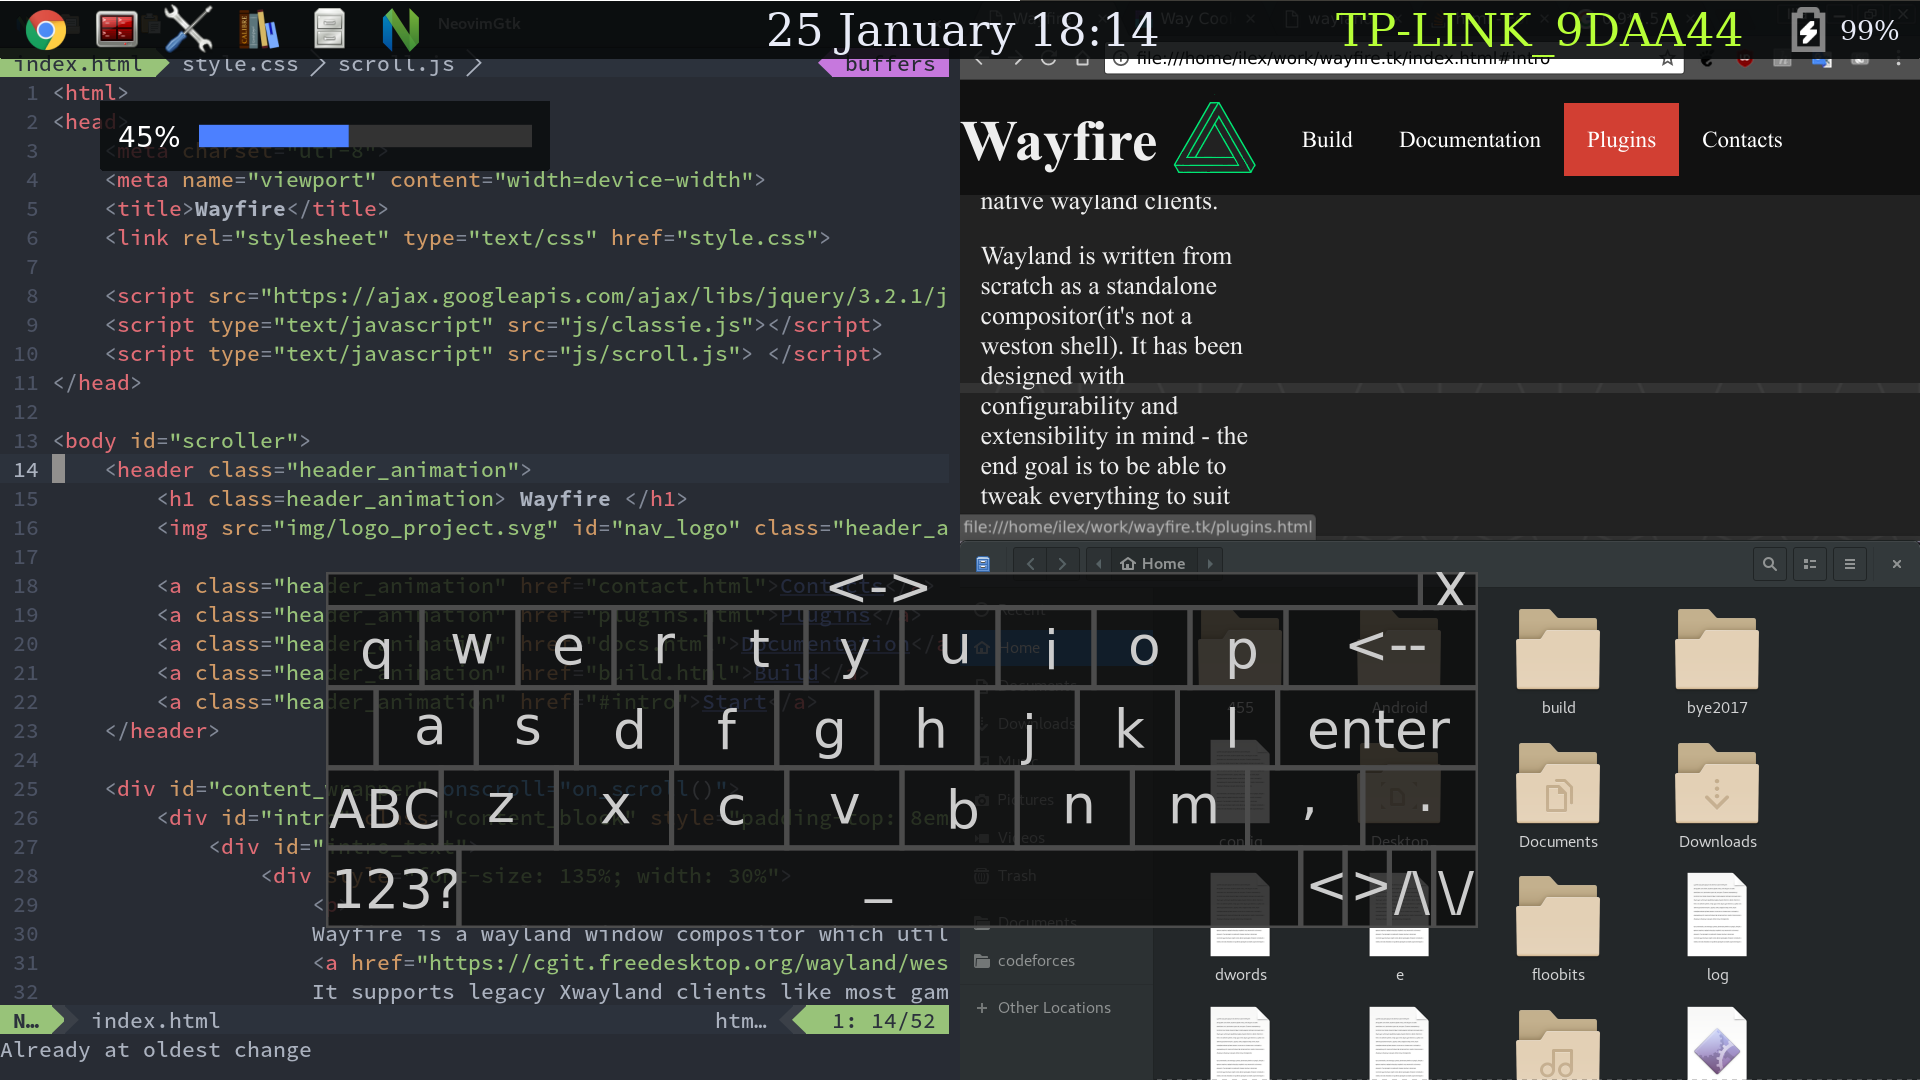 NeovimGtk
25 January 18:14
TP-LINK_9DAA44
99%
index.html
style.css
scroll.js
buffers
1 <html>
2 <head>
45%
3 <meta charset="utf-8">
4 <meta name="viewport" content="width=device-width">
5 <title>Wayfire</title>
6 <link rel="stylesheet" type="text/css" href="style.css">
7
8 <script src="https://ajax.googleapis.com/ajax/libs/jquery/3.2.1/j
9 <script type="text/javascript" src="js/classie.js"></script>
10 <script type="text/javascript" src="js/scroll.js"> </script>
11 </head>
12
13 <body id="scroller">
14 <header class="header_animation">
15 <h1 class=header_animation> Wayfire </h1>
16 <img src="img/logo_project.svg" id="nav_logo" class="header_a
17
18 <a class="header_animation" href="contact.html">Contacts</a>
19 <a class="header_animation" href="plugins.html">Plugins</a>
20 <a class="header_animation" href="docs.html">Documentation</
21 <a class="header_animation" href="build.html">Build</a>
22 <a class="header_animation" href="#intro">Start</a>
23 </header>
24
25 <div id="content_wrapper" onscroll="on_scroll()">
26 <div id="intro" class="content_block" style="padding-top: 8em
27 <div id="intro_text">
28 <div style="font-size: 135%; width: 30%">
29 <
30 Wayfire is a wayland window compositor which util
31 <a href="https://cgit.freedesktop.org/wayland/wes
32 It supports legacy Xwayland clients like most gam
N...
index.html
htm...
1: 14/52
Already at oldest change
file:///home/ilex/work/wayfire.tk/index.html#intro
Wayfire
Build
Documentation
Plugins
Contacts
native wayland clients.
Wayland is written from
scratch as a standalone
compositor(it's not a
weston shell). It has been
designed with
configurability and
extensibility in mind - the
end goal is to be able to
tweak everything to suit
file:///home/ilex/work/wayfire.tk/plugins.html
Home
Recent
Home
Documents
Downloads
Music
Pictures
Videos
Trash
Documents
codeforces
+ Other Locations
455
Android
build
bye2017
config
Desktop
Documents
Downloads
dwords
e
floobits
log
<-> X
q w e r t y u i o p <--
a s d f g h j k l enter
ABC z x c v b n m , .
123? _ < > /\ \/